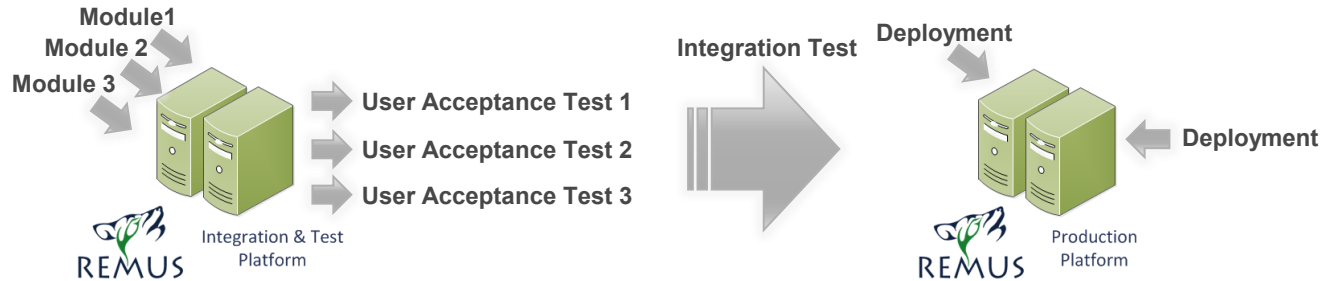 Module1
Module 2
Module 3
User Acceptance Test 1
User Acceptance Test 2
User Acceptance Test 3
REMUS
Integration & Test
Platform
Integration Test
Deployment
Deployment
REMUS
Production
Platform